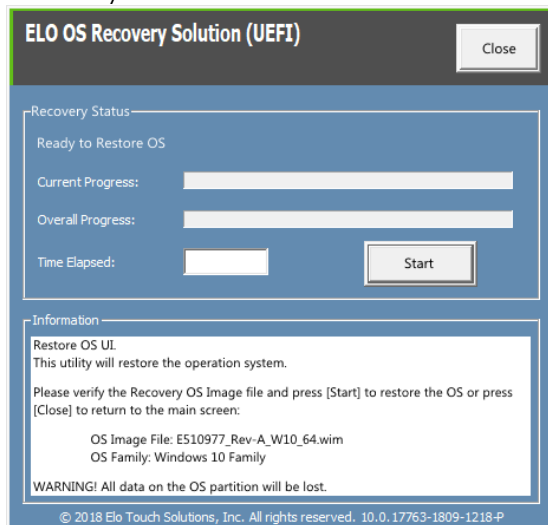 ELO OS Recovery Solution (UEFI)
Close
Recovery Status
Ready to Restore OS
Current Progress:
Overall Progress:
Time Elapsed:
Start
Information
Restore OS UI.
This utility will restore the operation system.
Please verify the Recovery OS Image file and press [Start] to restore the OS or press
[Close] to return to the main screen:
OS Image File: E510977_Rev-A_W10_64.wim
OS Family: Windows 10 Family
WARNING! All data on the OS partition will be lost.
© 2018 Elo Touch Solutions, Inc. All rights reserved. 10.0.17763-1809-1218-P